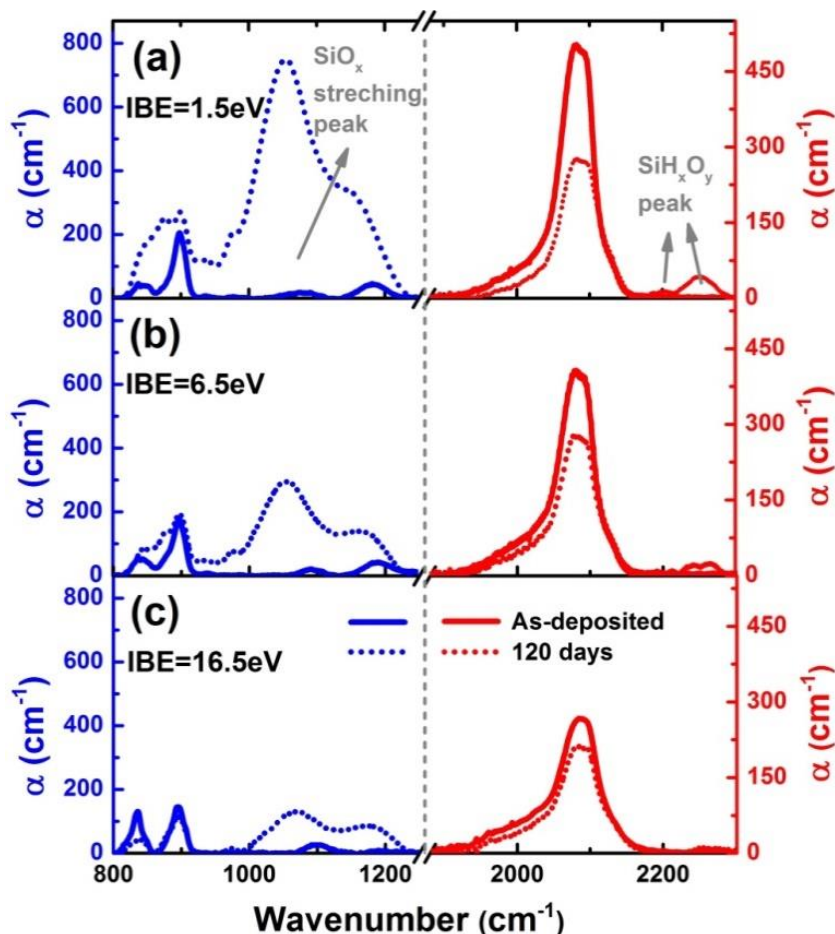 (a)
IBE=1.5eV
SiOₓ
streching
peak
SiHₓOᵧ
peak
800
600
400
200
0
α (cm⁻¹)
450
300
150
0
α (cm⁻¹)
(b)
IBE=6.5eV
800
600
400
200
0
α (cm⁻¹)
450
300
150
0
α (cm⁻¹)
(c)
IBE=16.5eV
As-deposited
120 days
800
600
400
200
0
α (cm⁻¹)
450
300
150
0
α (cm⁻¹)
800 1000 1200 2000 2200
Wavenumber (cm⁻¹)